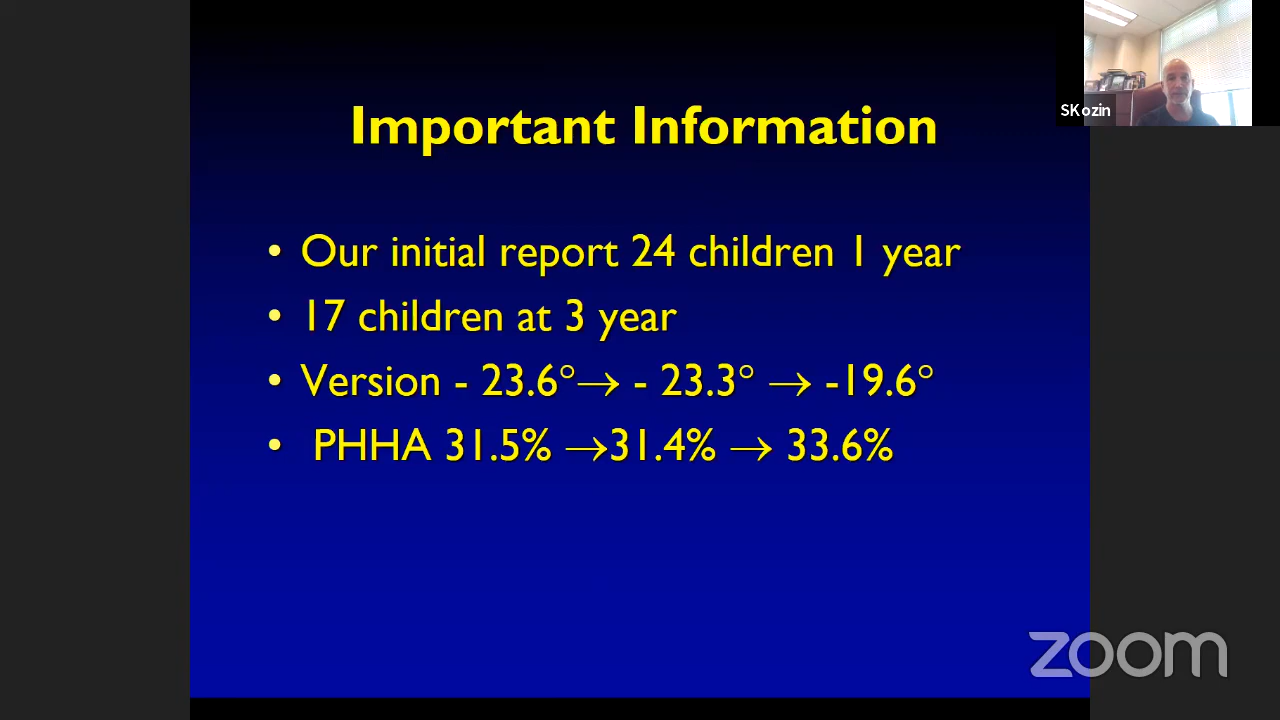 SKozin
Important Information
• Our initial report 24 children 1 year
• 17 children at 3 year
• Version - 23.6°→ - 23.3° → -19.6°
• PHHA 31.5% →31.4% → 33.6%
zoom